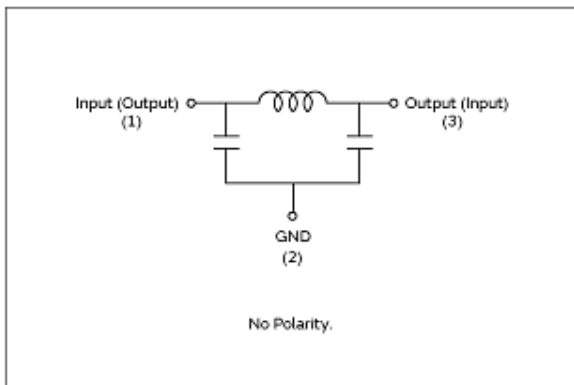 Input (Output)
(1)
Output (Input)
(3)
GND
(2)
No Polarity.